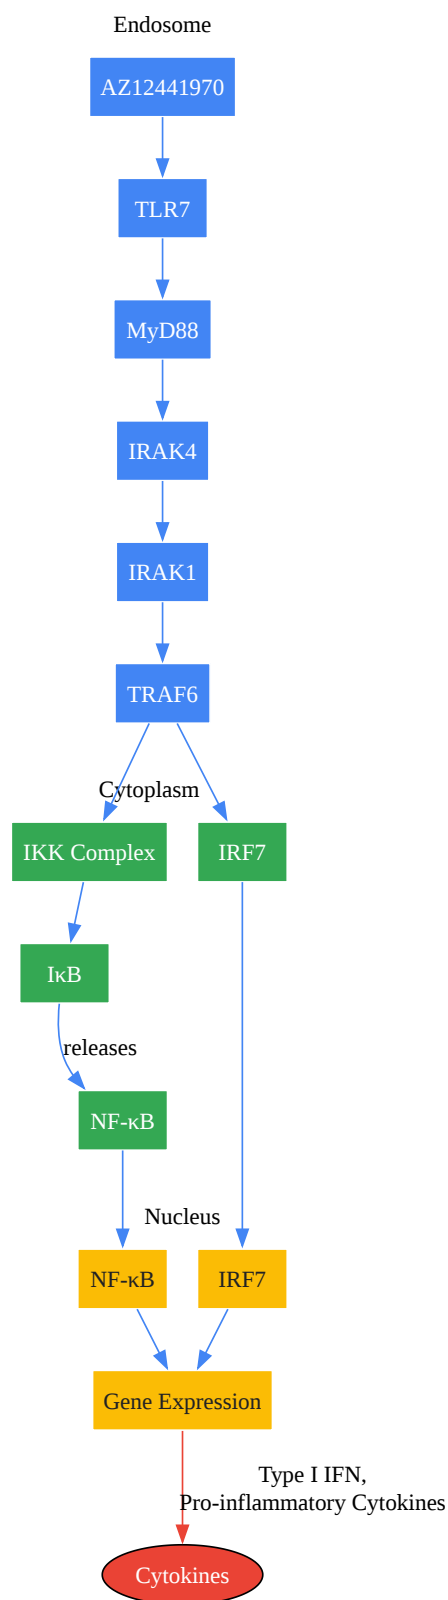 Endosome
AZ12441970
TLR7
MyD88
IRAK4
IRAK1
TRAF6
Cytoplasm
IKK Complex
IRF7
IκB
releases
NF-κB
Nucleus
NF-κB
IRF7
Gene Expression
Type I IFN,
Pro-inflammatory Cytokines
Cytokines